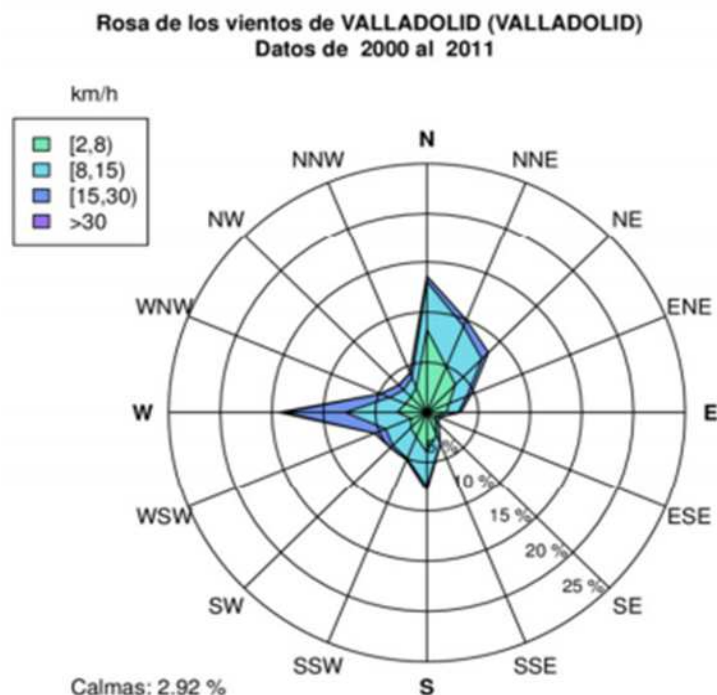 Rosa de los vientos de VALLADOLID (VALLADOLID)
Datos de 2000 al 2011
km/h
[2,8)
[8,15)
[15,30)
>30
N
NNW
NNE
NW
NE
WNW
ENE
W
E
%
10 %
WSW
15 %
ESE
20 %
25 %
SW
SE
SSW
SSE
S
Calmas: 2.92 %